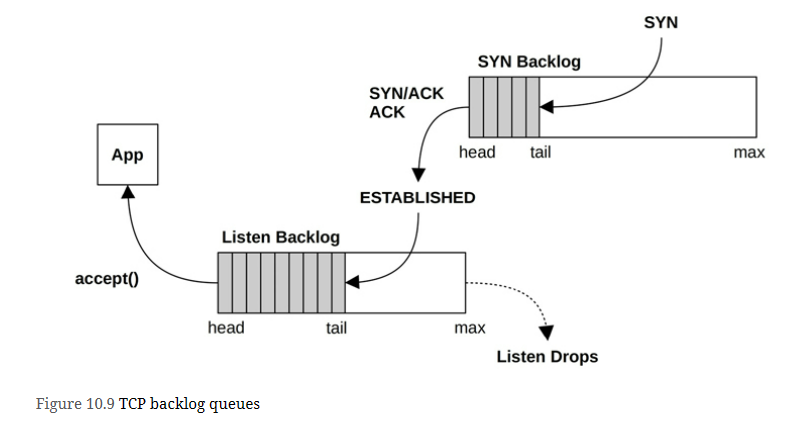 SYN
SYN Backlog
SYN/ACK
ACK
head
tail
max
App
ESTABLISHED
Listen Backlog
accept()
head
tail
max
Listen Drops
Figure 10.9 TCP backlog queues